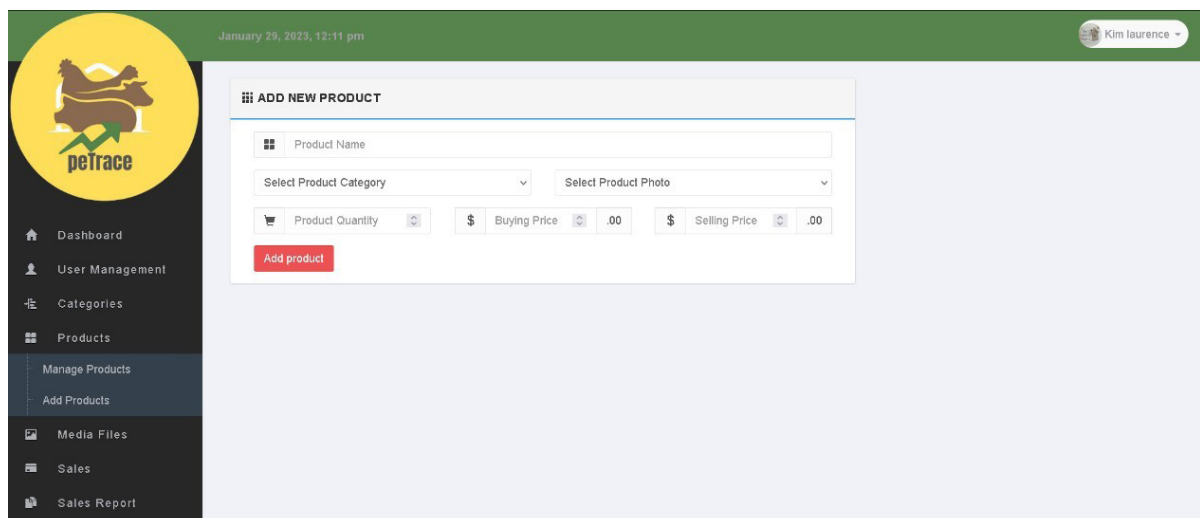 January 29, 2023, 12:11 pm
Kim laurence
peTrace
Dashboard
User Management
Categories
Products
Manage Products
Add Products
Media Files
Sales
Sales Report
ADD NEW PRODUCT
Product Name
Select Product Category
Select Product Photo
Product Quantity
$ Buying Price .00
$ Selling Price .00
Add product